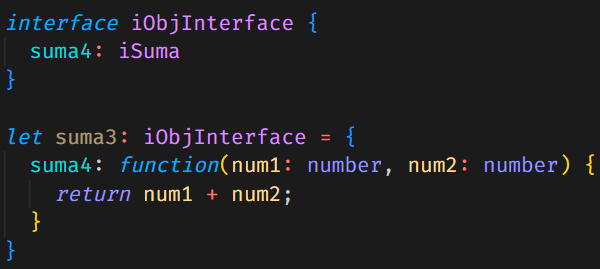 interface iObjInterface {
  suma4: iSuma
}

let suma3: iObjInterface = {
  suma4: function(num1: number, num2: number) {
    return num1 + num2;
  }
}